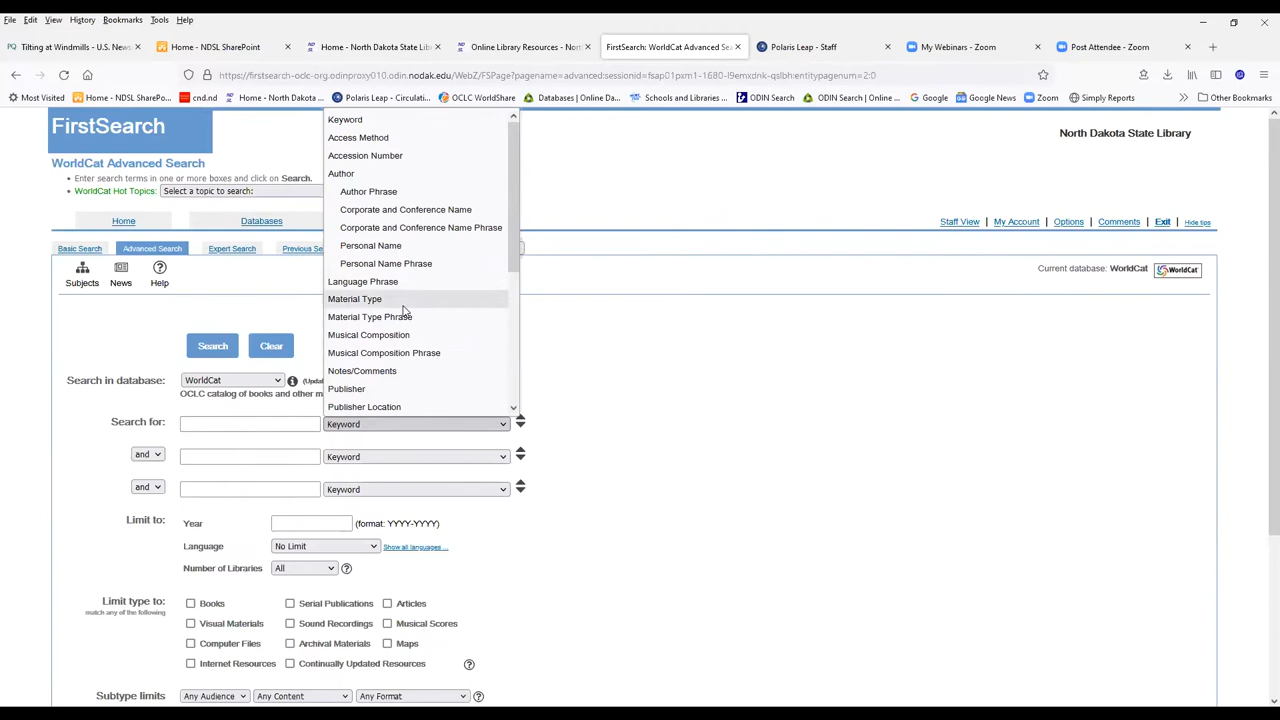 File Edit View History Bookmarks Tools Help
Tilting at Windmills - U.S. News Home - NDSL SharePoint Home - North Dakota State Lib Online Library Resources - Nort FirstSearch: WorldCat Advanced Sea Polaris Leap - Staff My Webinars - Zoom Post Attendee - Zoom
https://firstsearch-oclc-org.odinproxy010.odin.nodak.edu/WebZ/FSPage?pagename=advanced:sessionid=fsap01pxm1-1680-l9emxdnk-qslbh:entitypagenum=2:0
Most Visited Home - NDSL SharePo... cnd.nd Home - North Dakota ... Polaris Leap - Circulati... OCLC WorldShare Databases | Online Da... Schools and Libraries ... ODIN Search ODIN Search | Online ... Google Google News Zoom Simply Reports Other Bookmarks
FirstSearch
North Dakota State Library
WorldCat Advanced Search
Enter search terms in one or more boxes and click on Search.
WorldCat Hot Topics: Select a topic to search:
Home Databases Staff View My Account Options Comments Exit Hide tips
Basic Search Advanced Search Expert Search Previous Se
Subjects News Help
Current database: WorldCat WorldCat
Keyword
Access Method
Accession Number
Author
Author Phrase
Corporate and Conference Name
Corporate and Conference Name Phrase
Personal Name
Personal Name Phrase
Language Phrase
Material Type
Material Type Phrase
Musical Composition
Musical Composition Phrase
Notes/Comments
Publisher
Publisher Location
Search Clear
Search in database: WorldCat (Updat
OCLC catalog of books and other m
Search for: Keyword
and Keyword
and Keyword
Limit to: Year (format: YYYY-YYYY)
Language No Limit Show all languages ...
Number of Libraries All
Limit type to: Books Serial Publications Articles
match any of the following
Visual Materials Sound Recordings Musical Scores
Computer Files Archival Materials Maps
Internet Resources Continually Updated Resources
Subtype limits Any Audience Any Content Any Format